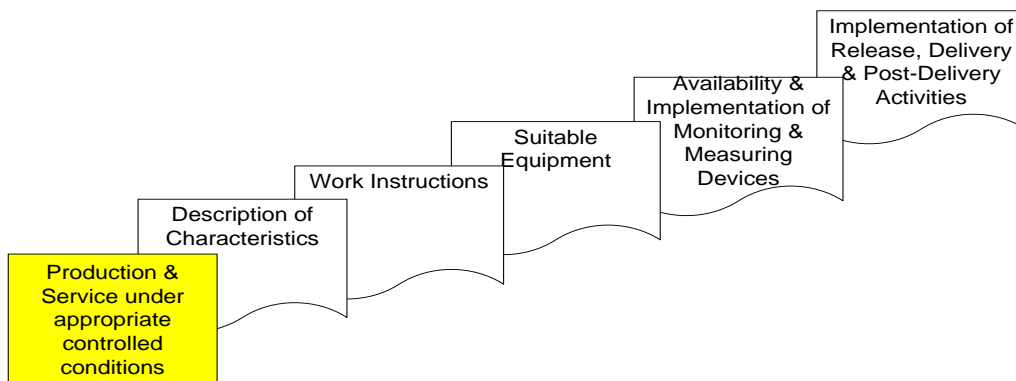 Production &
Service under
appropriate
controlled
conditions
Description of
Characteristics
Work Instructions
Suitable
Equipment
Availability &
Implementation of
Monitoring &
Measuring
Devices
Implementation of
Release, Delivery
& Post-Delivery
Activities